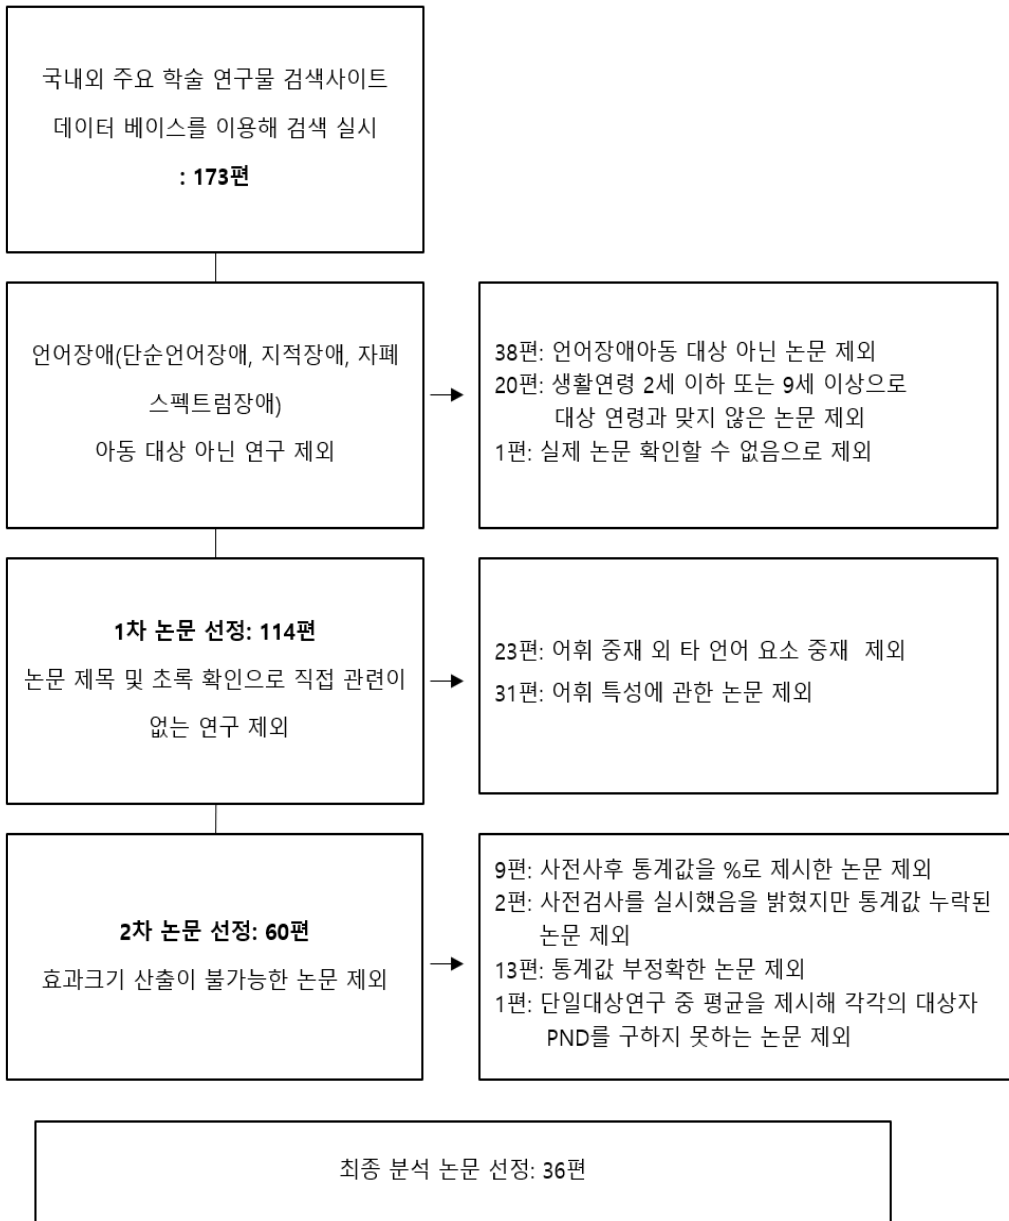 국내외 주요 학술 연구물 검색사이트
데이터 베이스를 이용해 검색 실시
: 173편
언어장애(단순언어장애, 지적장애, 자폐
스펙트럼장애)
아동 대상 아닌 연구 제외
38편: 언어장애아동 대상 아닌 논문 제외
20편: 생활연령 2세 이하 또는 9세 이상으로
대상 연령과 맞지 않은 논문 제외
1편: 실제 논문 확인할 수 없음으로 제외
1차 논문 선정: 114편
논문 제목 및 초록 확인으로 직접 관련이
없는 연구 제외
23편: 어휘 중재 외 타 언어 요소 중재 제외
31편: 어휘 특성에 관한 논문 제외
2차 논문 선정: 60편
효과크기 산출이 불가능한 논문 제외
9편: 사전사후 통계값을 %로 제시한 논문 제외
2편: 사전검사를 실시했음을 밝혔지만 통계값 누락된
논문 제외
13편: 통계값 부정확한 논문 제외
1편: 단일대상연구 중 평균을 제시해 각각의 대상자
PND를 구하지 못하는 논문 제외
최종 분석 논문 선정: 36편